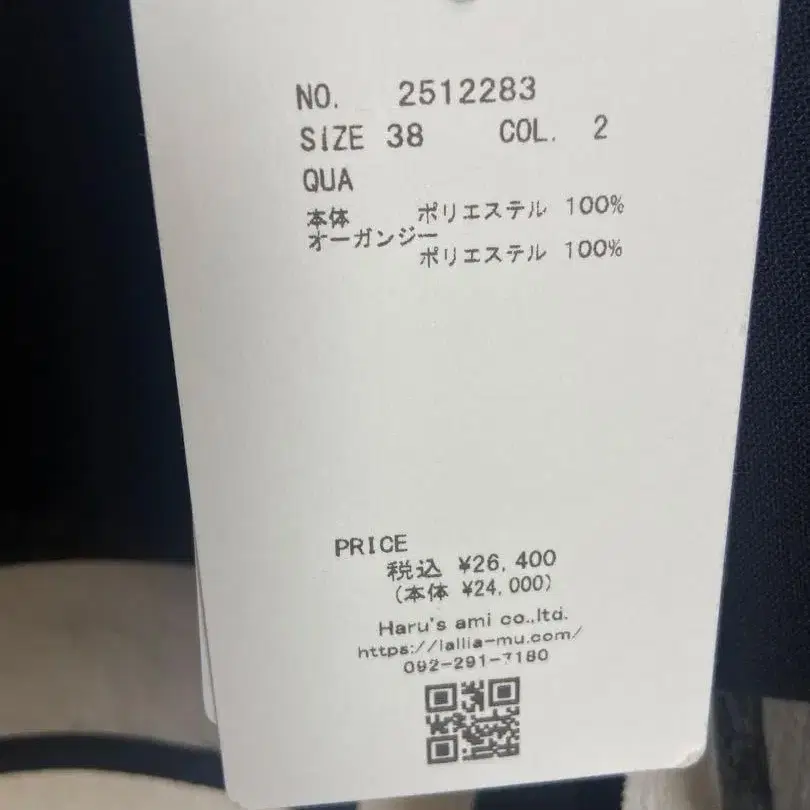 NO. 2512283
SIZE 38 COL. 2
QUA
本体 ポリエステル 100%
オーガンジー
ポリエステル 100%
PRICE
税込 ¥26,400
(本体 ¥24,000)
Haru's ami co.,ltd.
https://lallia-mu.com/
092-291-7180